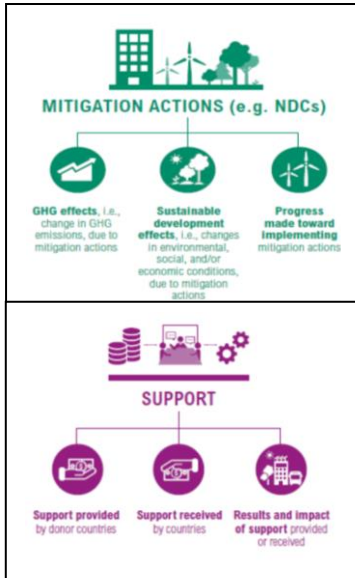 MITIGATION ACTIONS (e.g. NDCs)
GHG effects, i.e.,
change in GHG
emissions, due to
mitigation actions
Sustainable
development
effects, i.e., changes
in environmental,
social, and/or
economic conditions,
due to mitigation
actions
Progress
made toward
implementing
mitigation actions
SUPPORT
Support provided
by donor countries
Support received
by countries
Results and impact
of support provided
or received